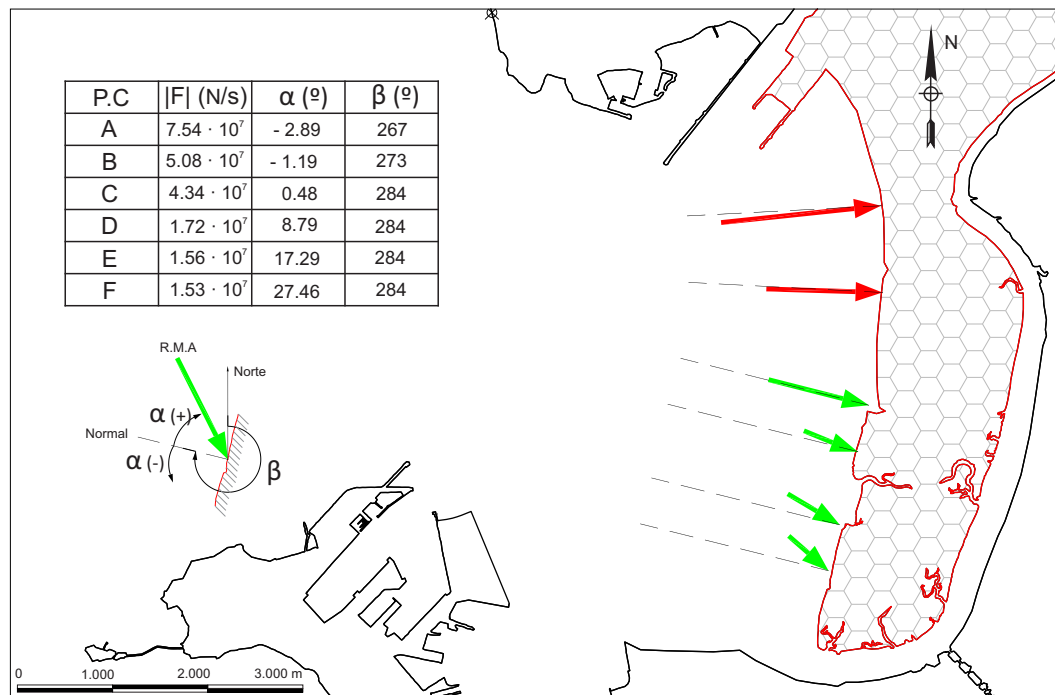 N
P.C |F| (N/s) α (º) β (º)
A 7.54 · 10⁷ - 2.89 267
B 5.08 · 10⁷ - 1.19 273
C 4.34 · 10⁷ 0.48 284
D 1.72 · 10⁷ 8.79 284
E 1.56 · 10⁷ 17.29 284
F 1.53 · 10⁷ 27.46 284
R.M.A
Norte
α (+)
Normal
α (-)
β
0 1.000 2.000 3.000 m